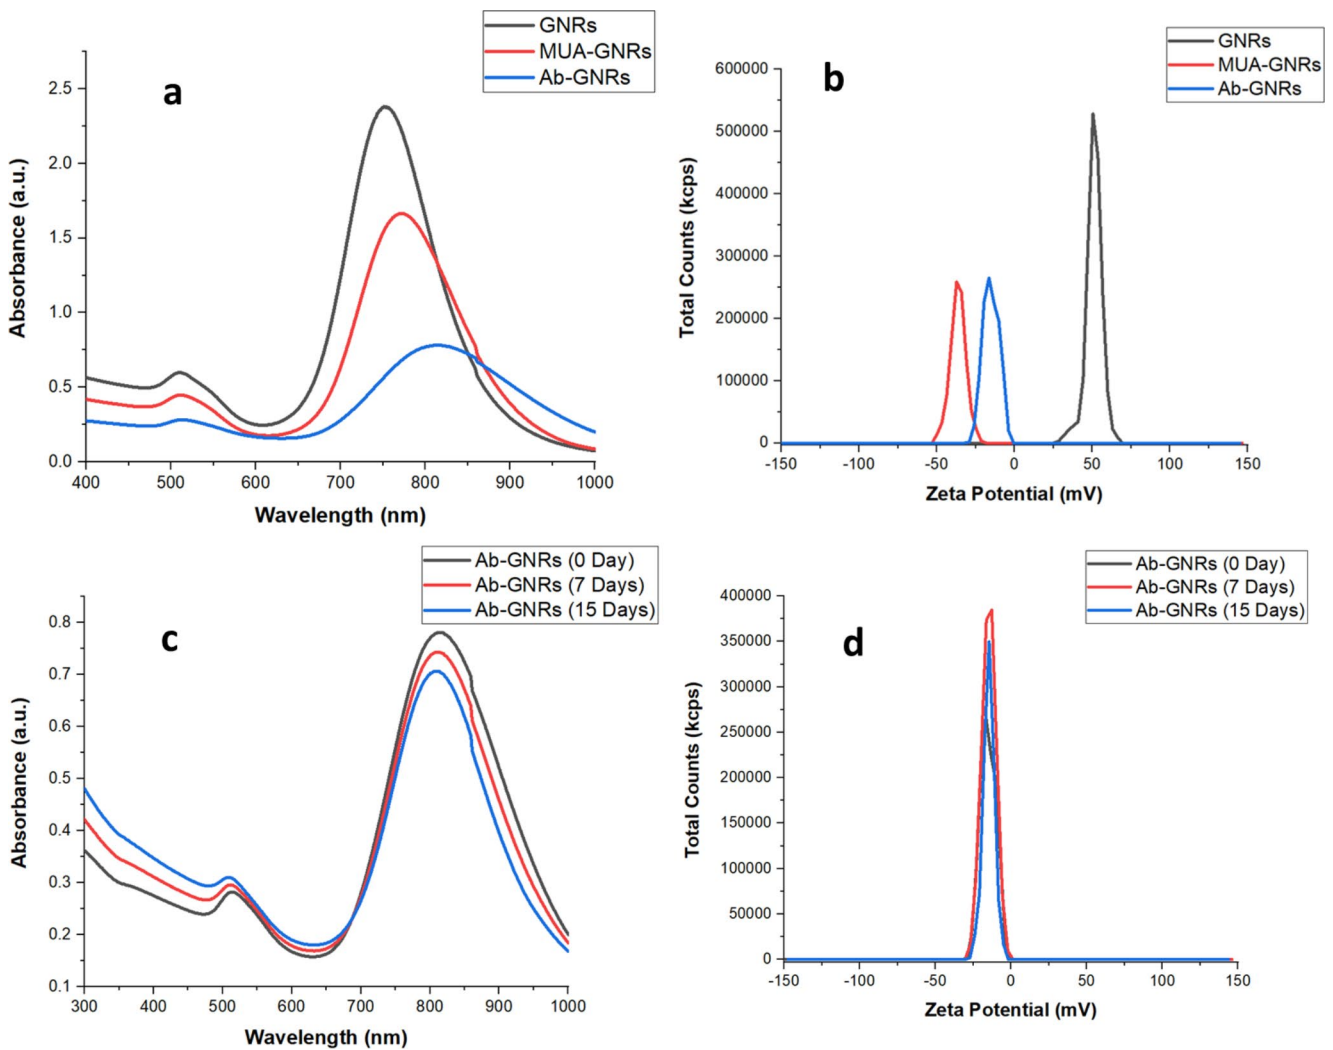 GNRs
MUA-GNRs
Ab-GNRs
a
2.5
2.0
1.5
1.0
0.5
0.0
400 500 600 700 800 900 1000
Absorbance (a.u.)
Wavelength (nm)
GNRs
MUA-GNRs
Ab-GNRs
b
600000
500000
400000
300000
200000
100000
0
-150 -100 -50 0 50 100 150
Total Counts (kcps)
Zeta Potential (mV)
Ab-GNRs (0 Day)
Ab-GNRs (7 Days)
Ab-GNRs (15 Days)
c
0.8
0.7
0.6
0.5
0.4
0.3
0.2
0.1
300 400 500 600 700 800 900 1000
Absorbance (a.u.)
Wavelength (nm)
Ab-GNRs (0 Day)
Ab-GNRs (7 Days)
Ab-GNRs (15 Days)
d
400000
350000
300000
250000
200000
150000
100000
50000
0
-150 -100 -50 0 50 100 150
Total Counts (kcps)
Zeta Potential (mV)